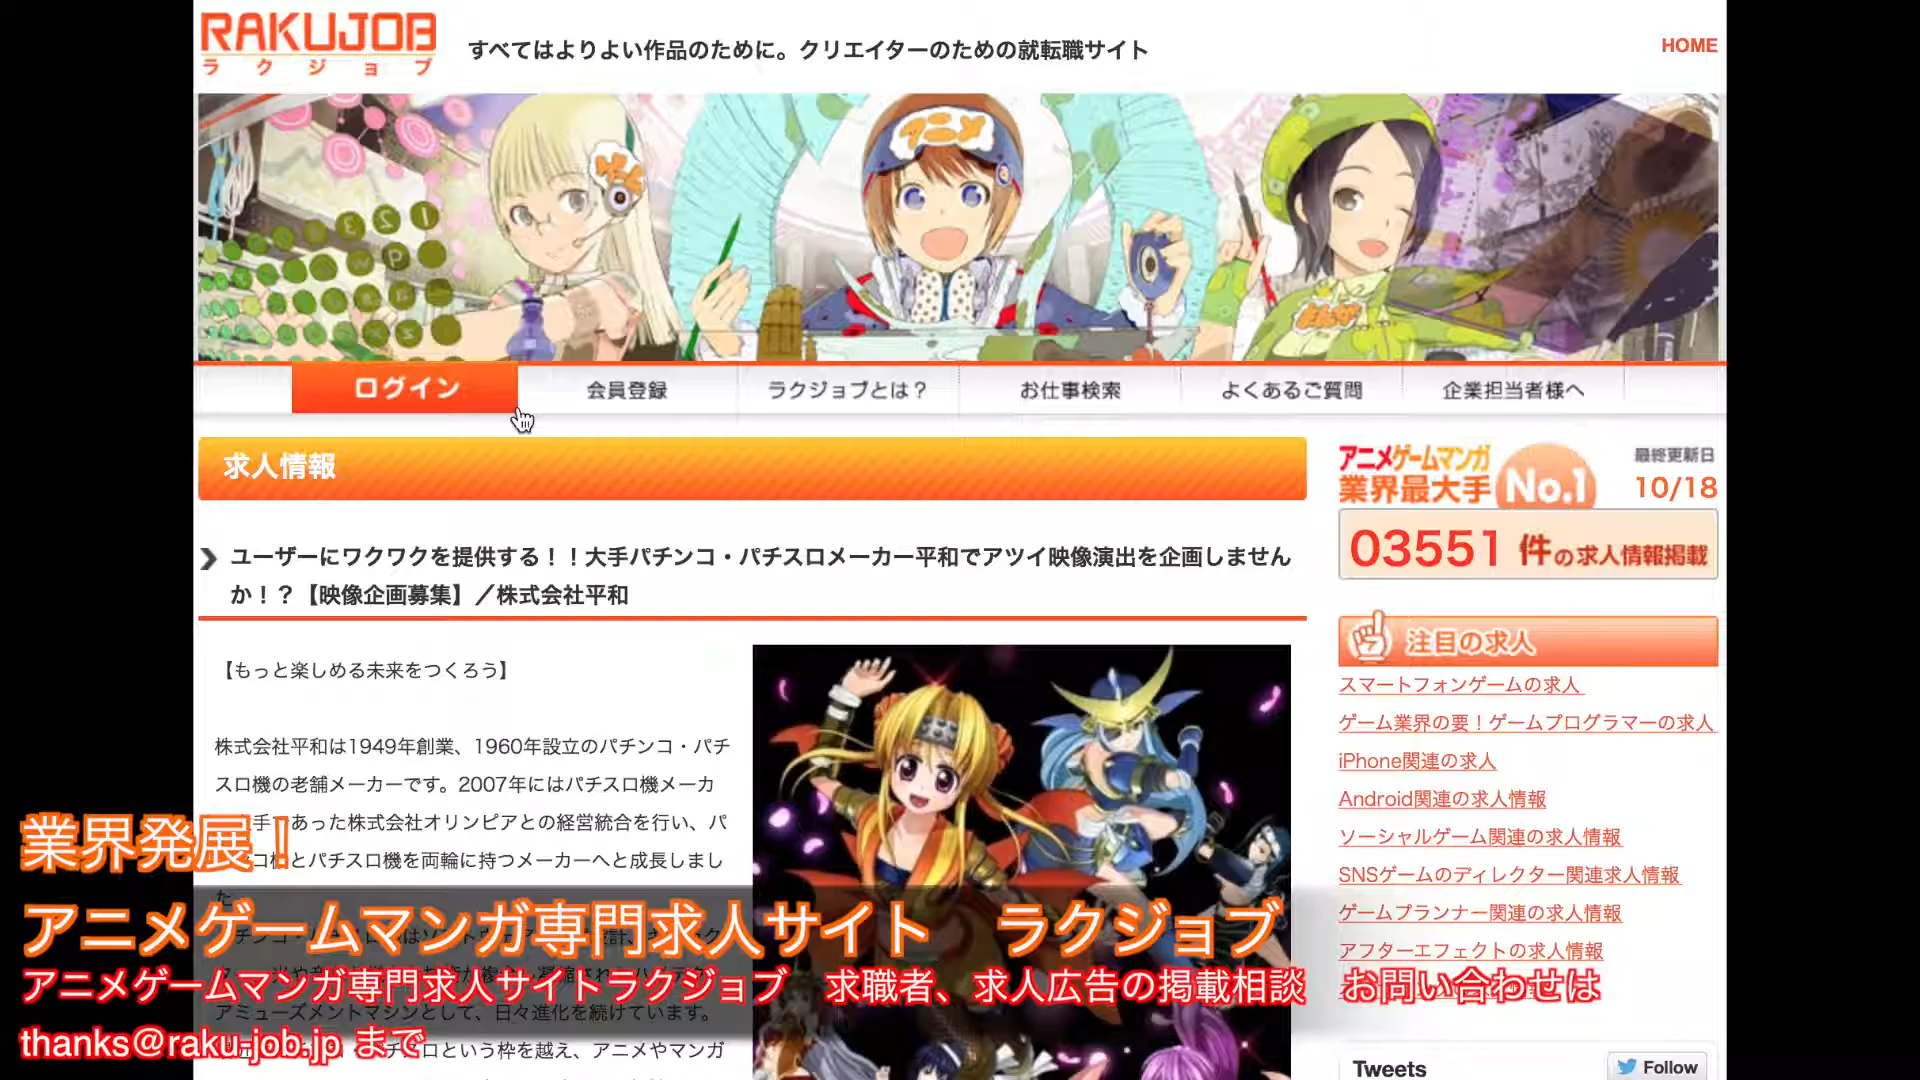 RAKUJOB
ラクジョブ
すべてはよりよい作品のために。クリエイターのための就転職サイト
HOME
アニメ
ゲーム
まんが
ログイン
会員登録
ラクジョブとは？
お仕事検索
よくあるご質問
企業担当者様へ
求人情報
ユーザーにワクワクを提供する！！大手パチンコ・パチスロメーカー平和でアツイ映像演出を企画しません
か！？【映像企画募集】／株式会社平和
【もっと楽しめる未来をつくろう】
株式会社平和は1949年創業、1960年設立のパチンコ・パチ
スロ機の老舗メーカーです。2007年にはパチスロ機メーカ
手であった株式会社オリンピアとの経営統合を行い、パ
とパチスロ機を両輪に持つメーカーへと成長しまし
た
アミューズメントマシンとして、日々進化を続けています。
ロという枠を越え、アニメやマンガ
アニメゲームマンガ
業界最大手
No.1
最終更新日
10/18
03551 件の求人情報掲載
注目の求人
スマートフォンゲームの求人
ゲーム業界の要！ゲームプログラマーの求人
iPhone関連の求人
Android関連の求人情報
ソーシャルゲーム関連の求人情報
SNSゲームのディレクター関連求人情報
ゲームプランナー関連の求人情報
アフターエフェクトの求人情報
Tweets
Follow
業界発展！
アニメゲームマンガ専門求人サイト　ラクジョブ
アニメゲームマンガ専門求人サイトラクジョブ　求職者、求人広告の掲載相談　お問い合わせは
thanks@raku-job.jp まで